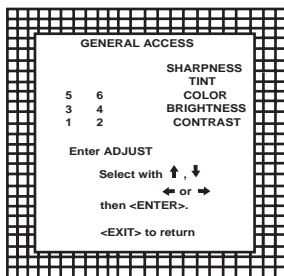 GENERAL ACCESS
SHARPNESS
TINT
5 6 COLOR
3 4 BRIGHTNESS
1 2 CONTRAST
Enter ADJUST
Select with ⬆ , ⬇
⬅ or ➡
then <ENTER>.
<EXIT> to return